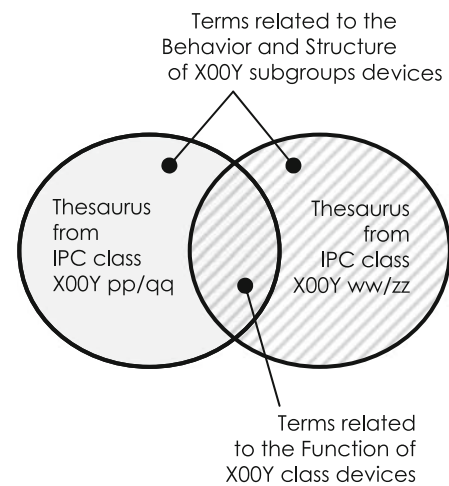 Terms related to the
Behavior and Structure
of X00Y subgroups devices
Thesaurus
from
IPC class
X00Y pp/qq
Thesaurus
from
IPC class
X00Y ww/zz
Terms related
to the Function of
X00Y class devices